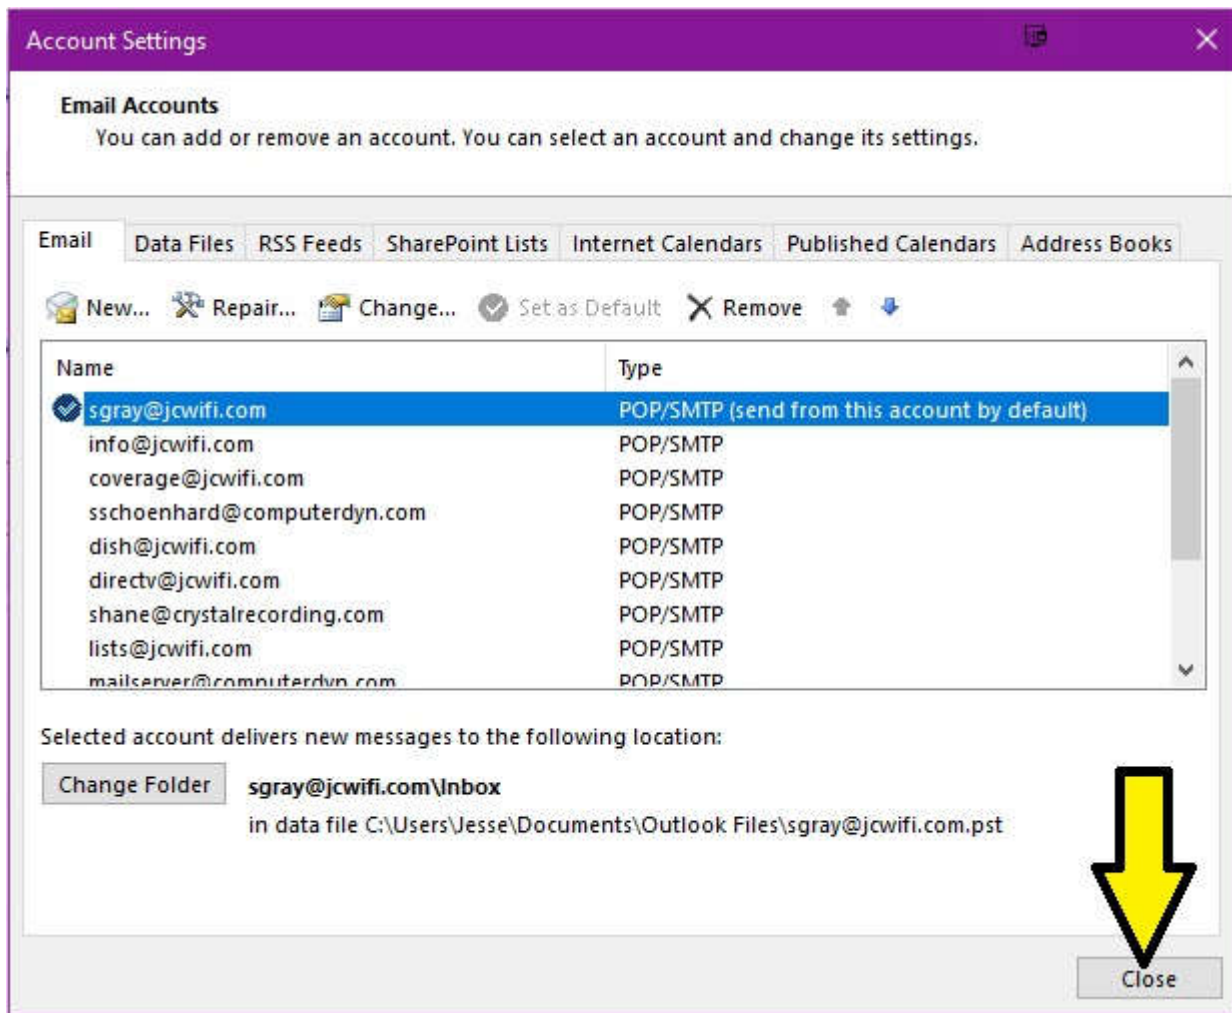 Account Settings
Email Accounts
You can add or remove an account. You can select an account and change its settings.
Email Data Files RSS Feeds SharePoint Lists Internet Calendars Published Calendars Address Books
New... Repair... Change... Set as Default Remove
Name Type
sgray@jcwifi.com POP/SMTP (send from this account by default)
info@jcwifi.com POP/SMTP
coverage@jcwifi.com POP/SMTP
sschoenhard@computerdyn.com POP/SMTP
dish@jcwifi.com POP/SMTP
directv@jcwifi.com POP/SMTP
shane@crystalrecording.com POP/SMTP
lists@jcwifi.com POP/SMTP
mailserver@computerdyn.com POP/SMTP
Selected account delivers new messages to the following location:
Change Folder sgray@jcwifi.com\Inbox
in data file C:\Users\Jesse\Documents\Outlook Files\sgray@jcwifi.com.pst
Close